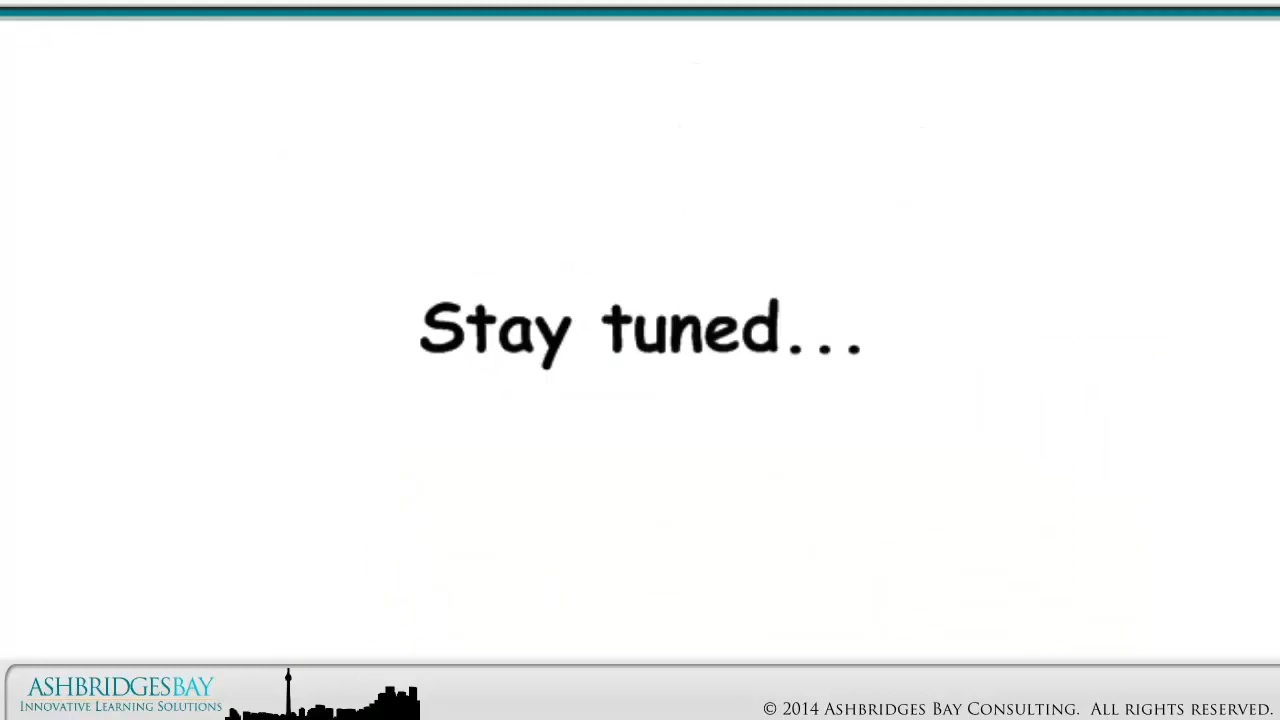 Stay tuned...
ASHBRIDGESBAY
INNOVATIVE LEARNING SOLUTIONS
© 2014 ASHBRIDGES BAY CONSULTING. ALL RIGHTS RESERVED.